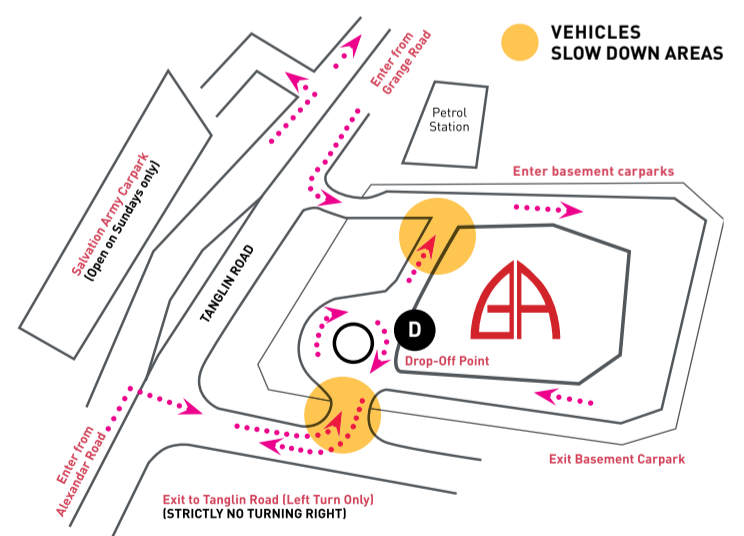 VEHICLES
SLOW DOWN AREAS
Enter from
Grange Road
Petrol
Station
Enter basement carparks
Salvation Army Carpark
(Open on Sundays only)
TANGLIN ROAD
D
Drop-Off Point
Enter from
Alexandar Road
Exit Basement Carpark
Exit to Tanglin Road (Left Turn Only)
(STRICTLY NO TURNING RIGHT)